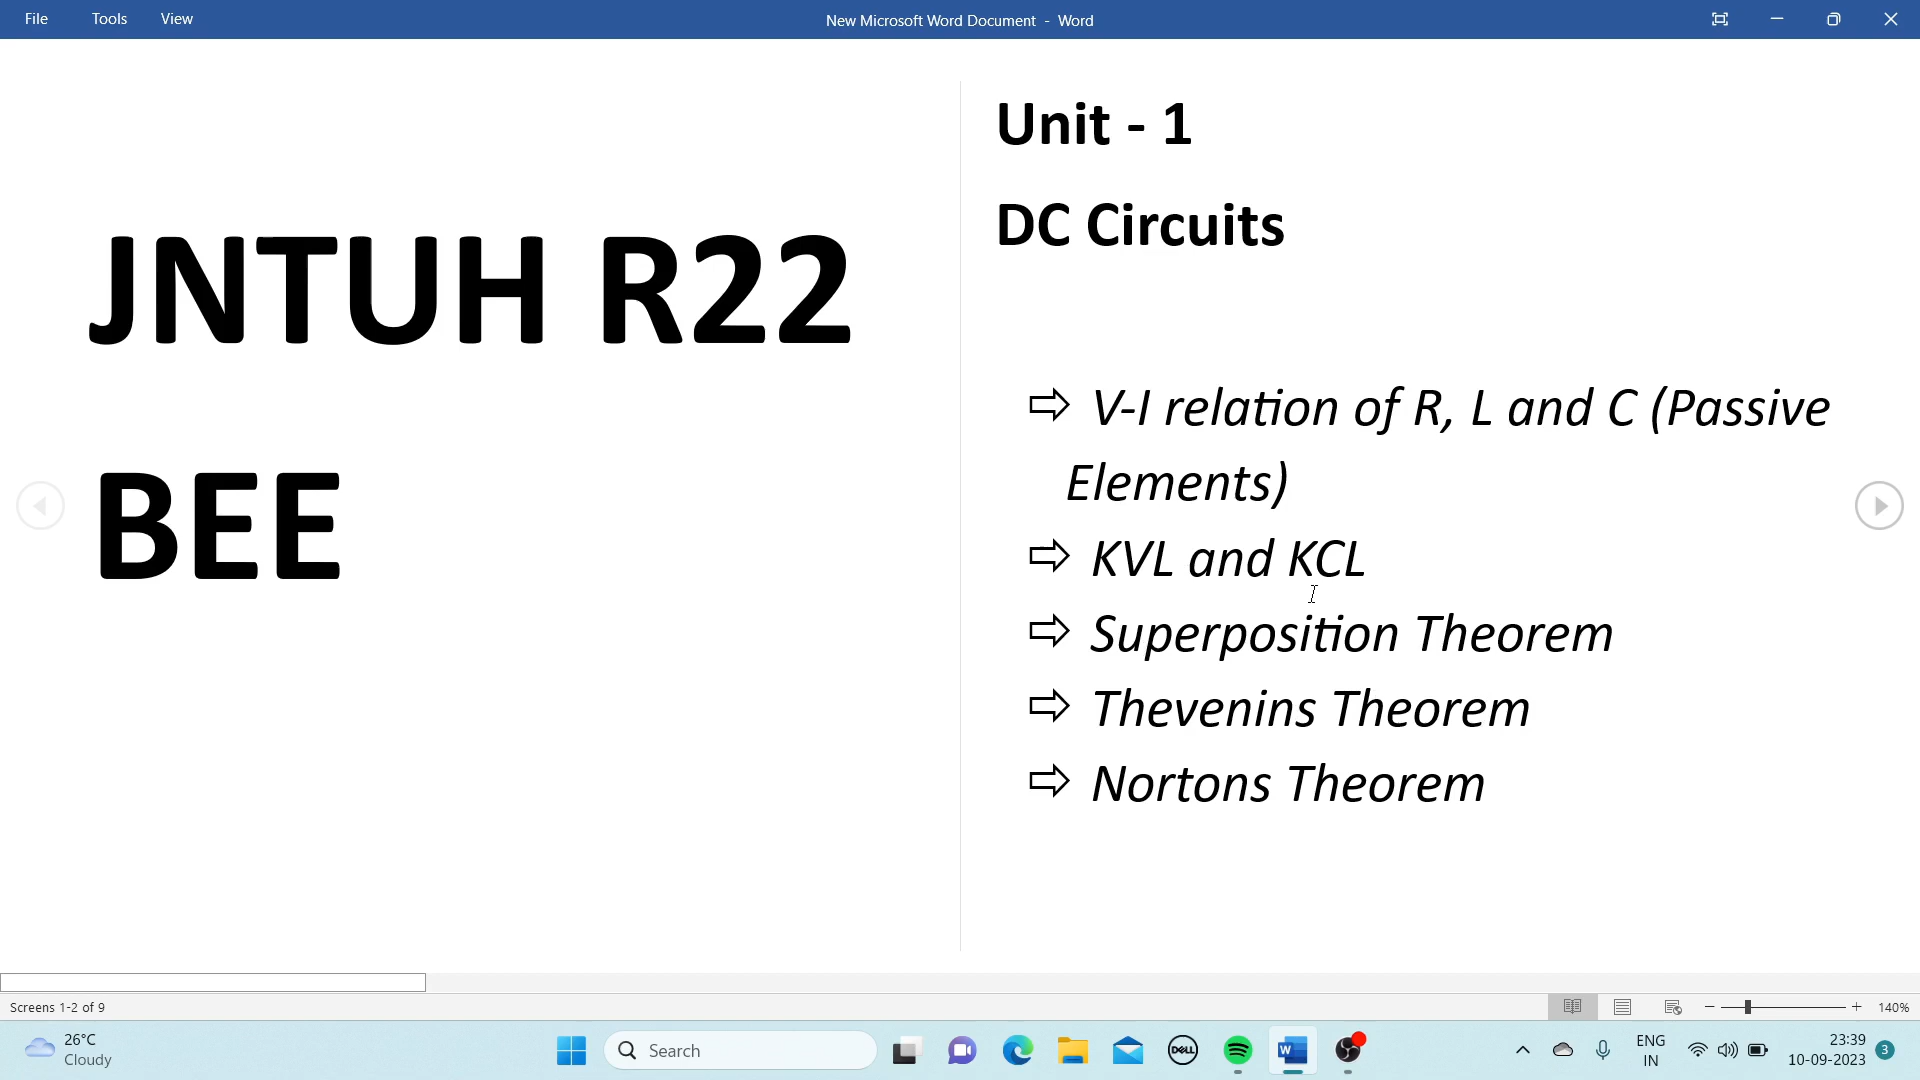 File Tools View
New Microsoft Word Document - Word
JNTUH R22
BEE
Unit - 1
DC Circuits
⇨ V-I relation of R, L and C (Passive
Elements)
⇨ KVL and KCL
⇨ Superposition Theorem
⇨ Thevenins Theorem
⇨ Nortons Theorem
Screens 1-2 of 9
140%
26°C
Cloudy
Search
DELL
W
ENG
IN
23:39
10-09-2023
3